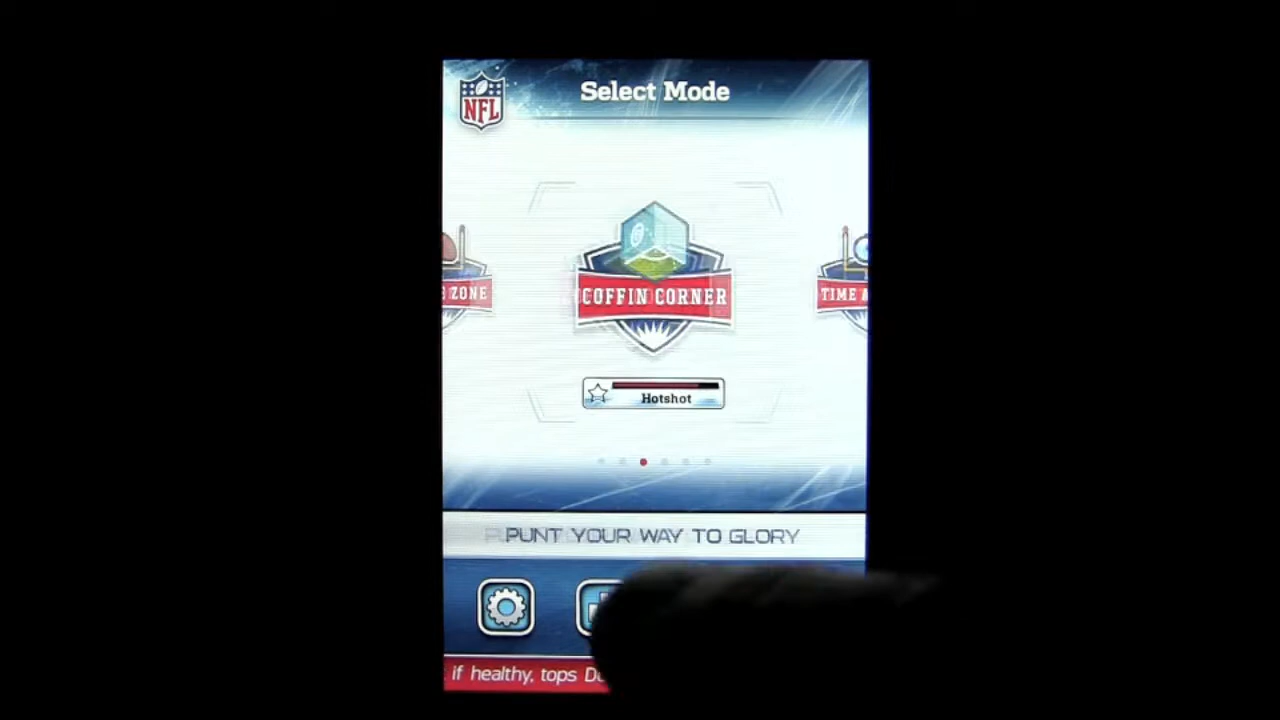 NFL
Select Mode
ZONE
COFFIN CORNER
TIME
Hotshot
PUNT YOUR WAY TO GLORY
if healthy, tops